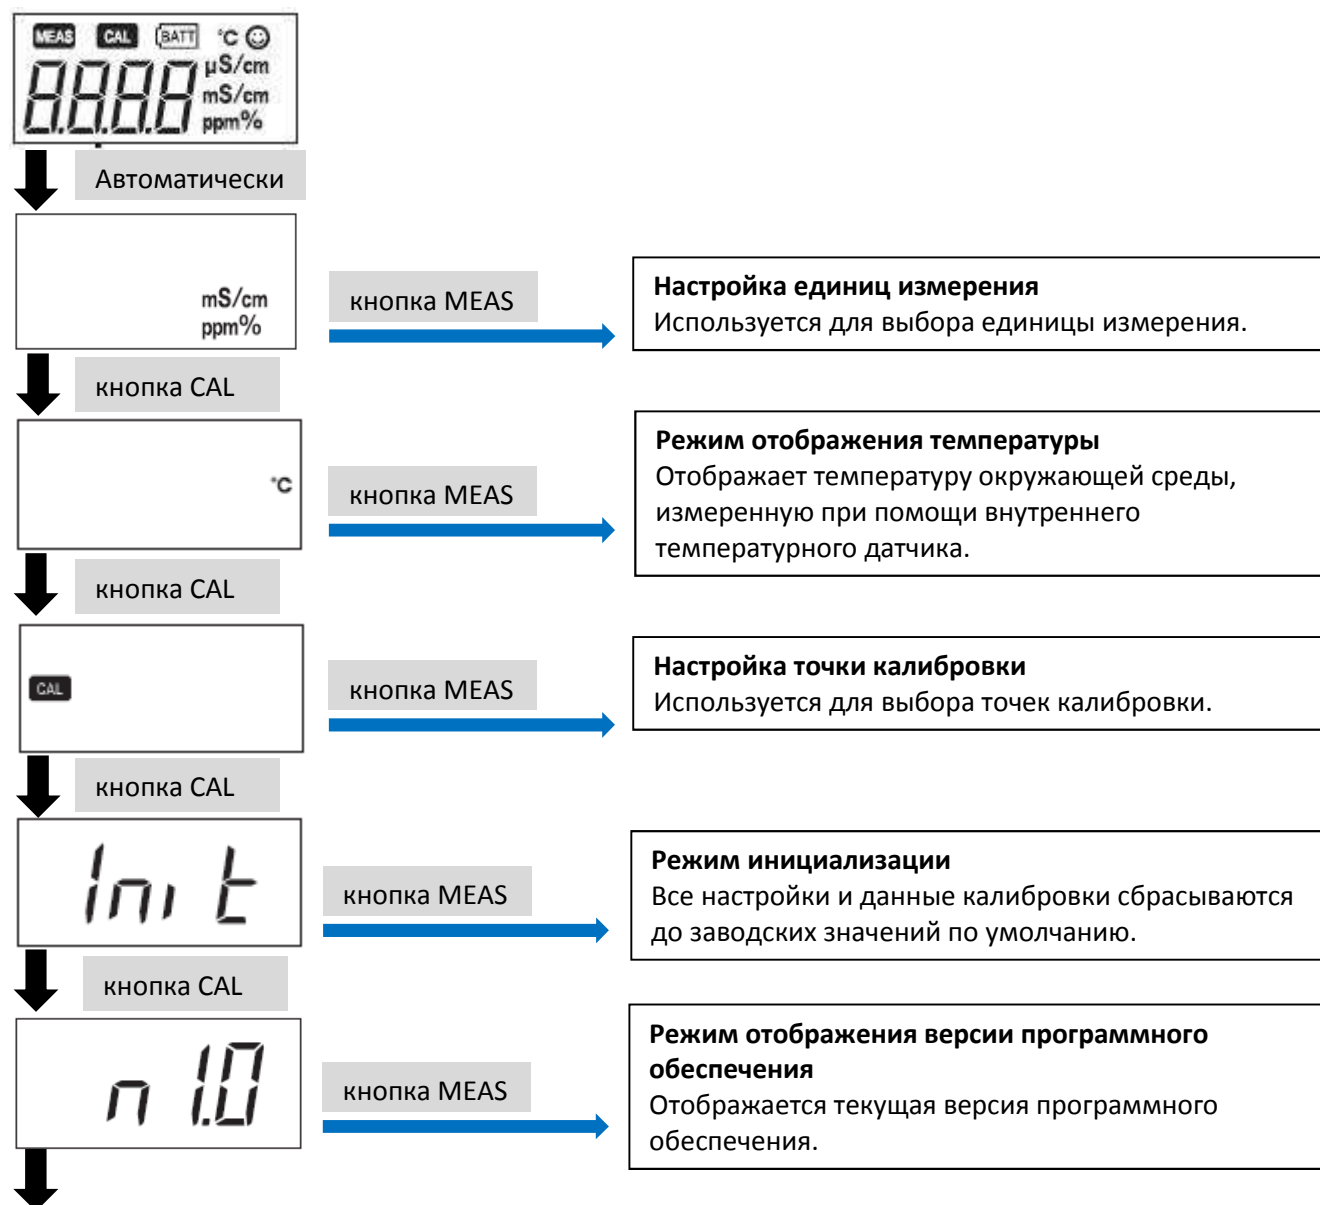 MEAS CAL BATT °C
8.8.8.8 µS/cm
mS/cm
ppm%
Автоматически
mS/cm
ppm%
кнопка MEAS
Настройка единиц измерения
Используется для выбора единицы измерения.
кнопка CAL
°C
кнопка MEAS
Режим отображения температуры
Отображает температуру окружающей среды,
измеренную при помощи внутреннего
температурного датчика.
кнопка CAL
CAL
кнопка MEAS
Настройка точки калибровки
Используется для выбора точек калибровки.
кнопка CAL
Init
кнопка MEAS
Режим инициализации
Все настройки и данные калибровки сбрасываются
до заводских значений по умолчанию.
кнопка CAL
n 1.0
кнопка MEAS
Режим отображения версии программного
обеспечения
Отображается текущая версия программного
обеспечения.